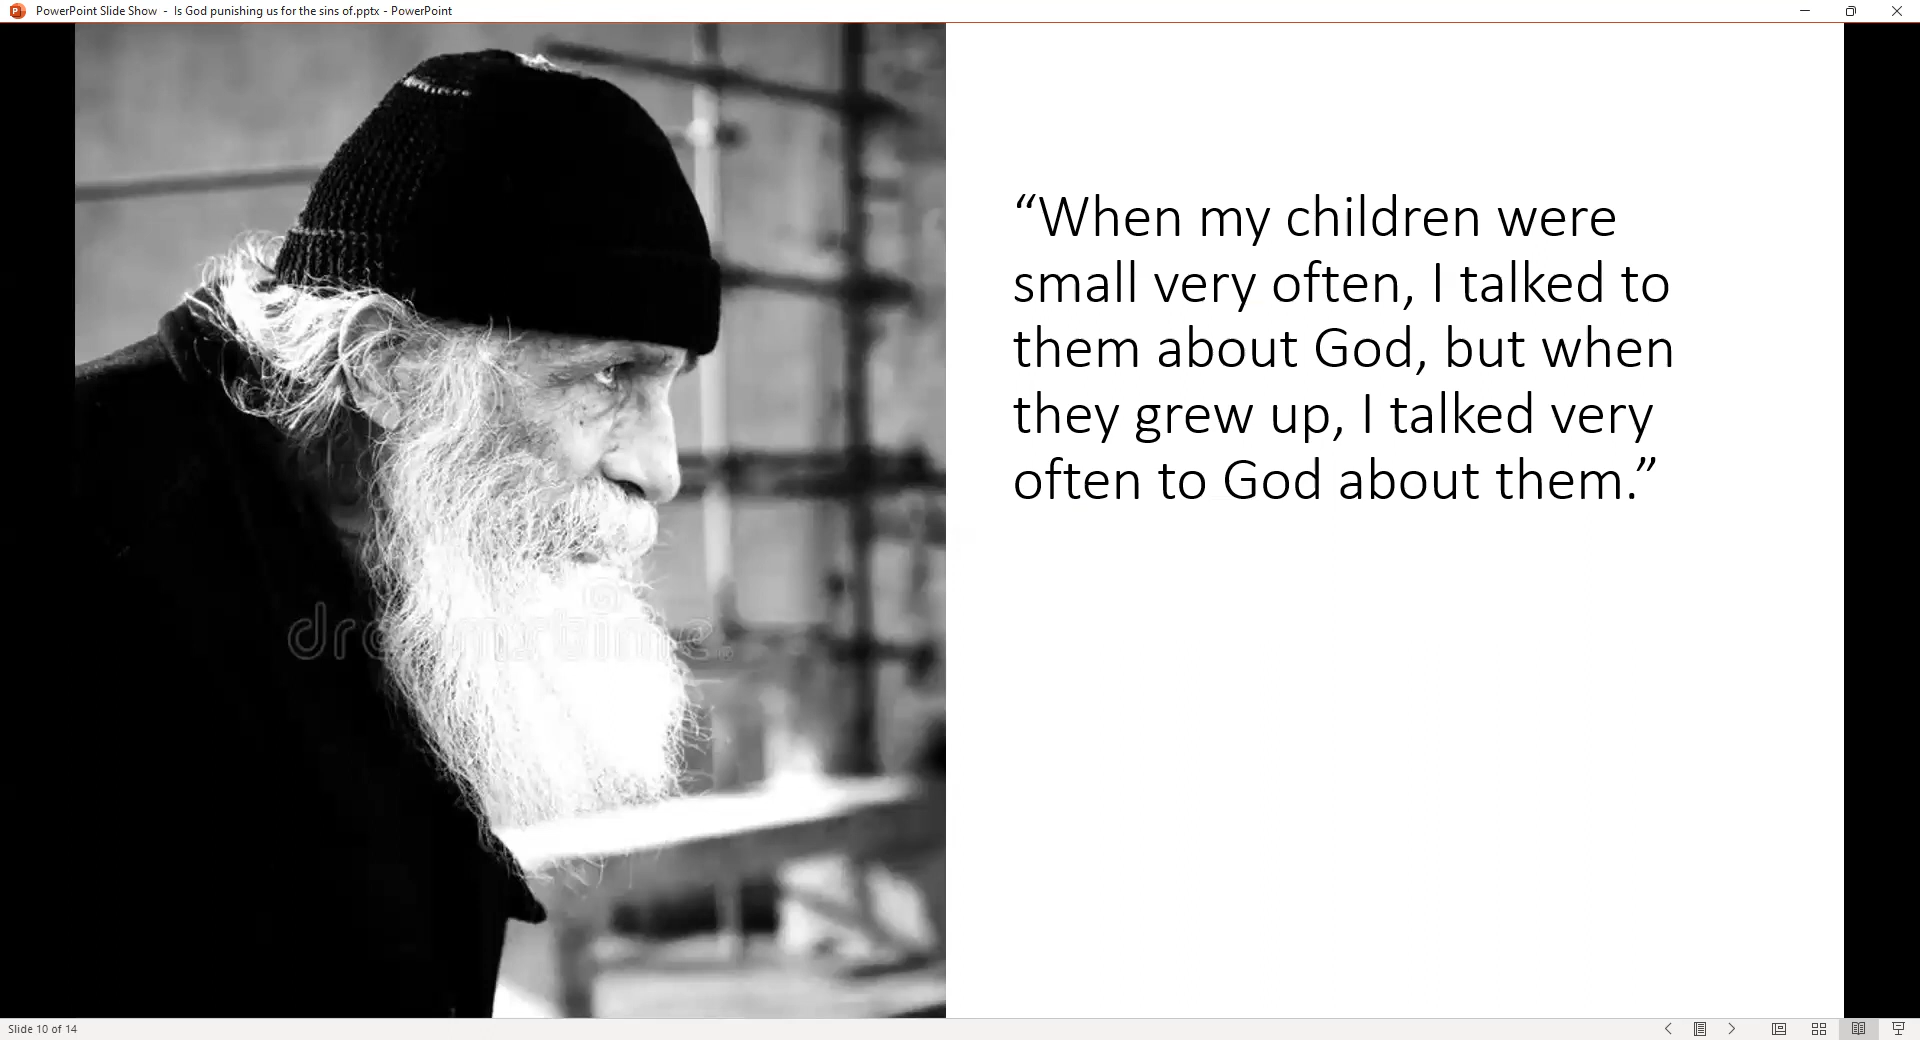 PowerPoint Slide Show - Is God punishing us for the sins of.pptx - PowerPoint
“When my children were
small very often, I talked to
them about God, but when
they grew up, I talked very
often to God about them.”
dreamstime
Slide 10 of 14